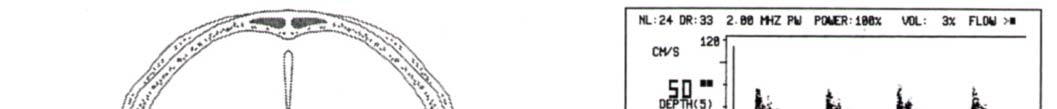 NL:24 DR:33 2.00 MHZ PW POWER:100% VOL: 3% FLOW >■
120
CM/S
50
DEPTH(5)